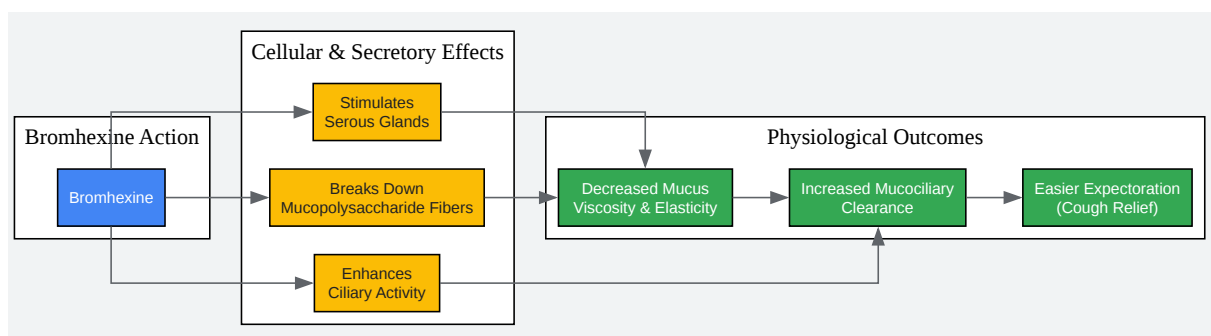 Cellular & Secretory Effects
Stimulates
Serous Glands
Bromhexine Action
Physiological Outcomes
Bromhexine
Breaks Down
Mucopolysaccharide Fibers
Decreased Mucus
Viscosity & Elasticity
Increased Mucociliary
Clearance
Easier Expectoration
(Cough Relief)
Enhances
Ciliary Activity